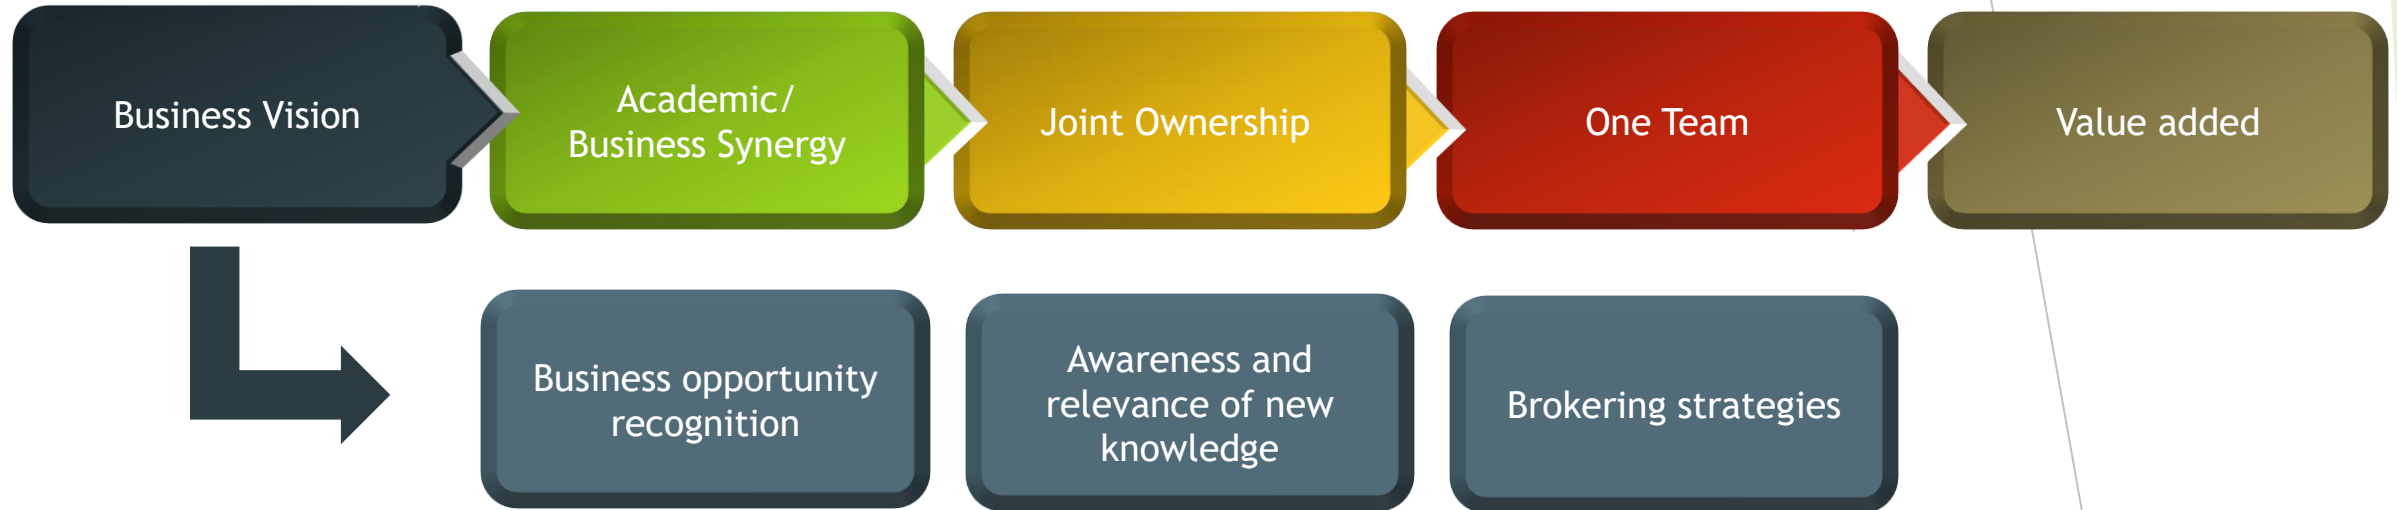 Business Vision
Academic/
Business Synergy
Joint Ownership
One Team
Value added
Business opportunity
recognition
Awareness and
relevance of new
knowledge
Brokering strategies